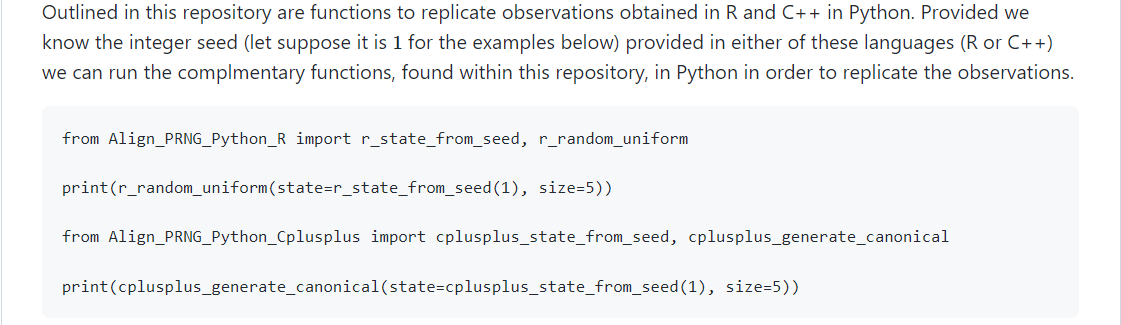 Outlined in this repository are functions to replicate observations obtained in R and C++ in Python. Provided we
know the integer seed (let suppose it is 1 for the examples below) provided in either of these languages (R or C++)
we can run the complmentary functions, found within this repository, in Python in order to replicate the observations.
from Align_PRNG_Python_R import r_state_from_seed, r_random_uniform
print(r_random_uniform(state=r_state_from_seed(1), size=5))
from Align_PRNG_Python_Cplusplus import cplusplus_state_from_seed, cplusplus_generate_canonical
print(cplusplus_generate_canonical(state=cplusplus_state_from_seed(1), size=5))